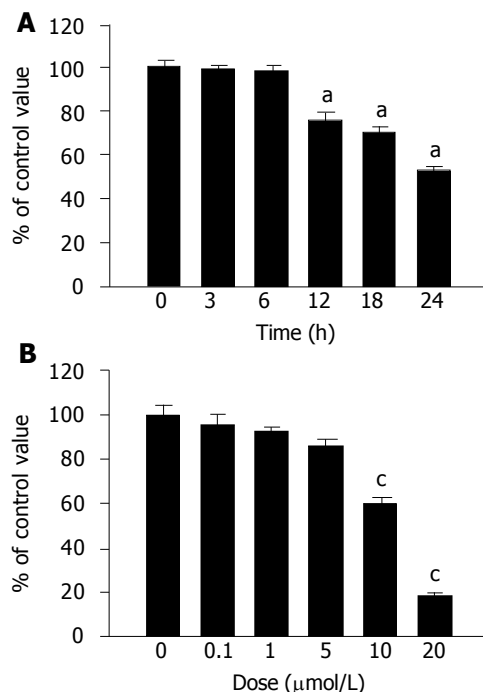 A
120
100
80
60
40
20
0
% of control value
a
a
a
0 3 6 12 18 24
Time (h)
B
120
100
80
60
40
20
0
% of control value
c
c
0 0.1 1 5 10 20
Dose (μmol/L)